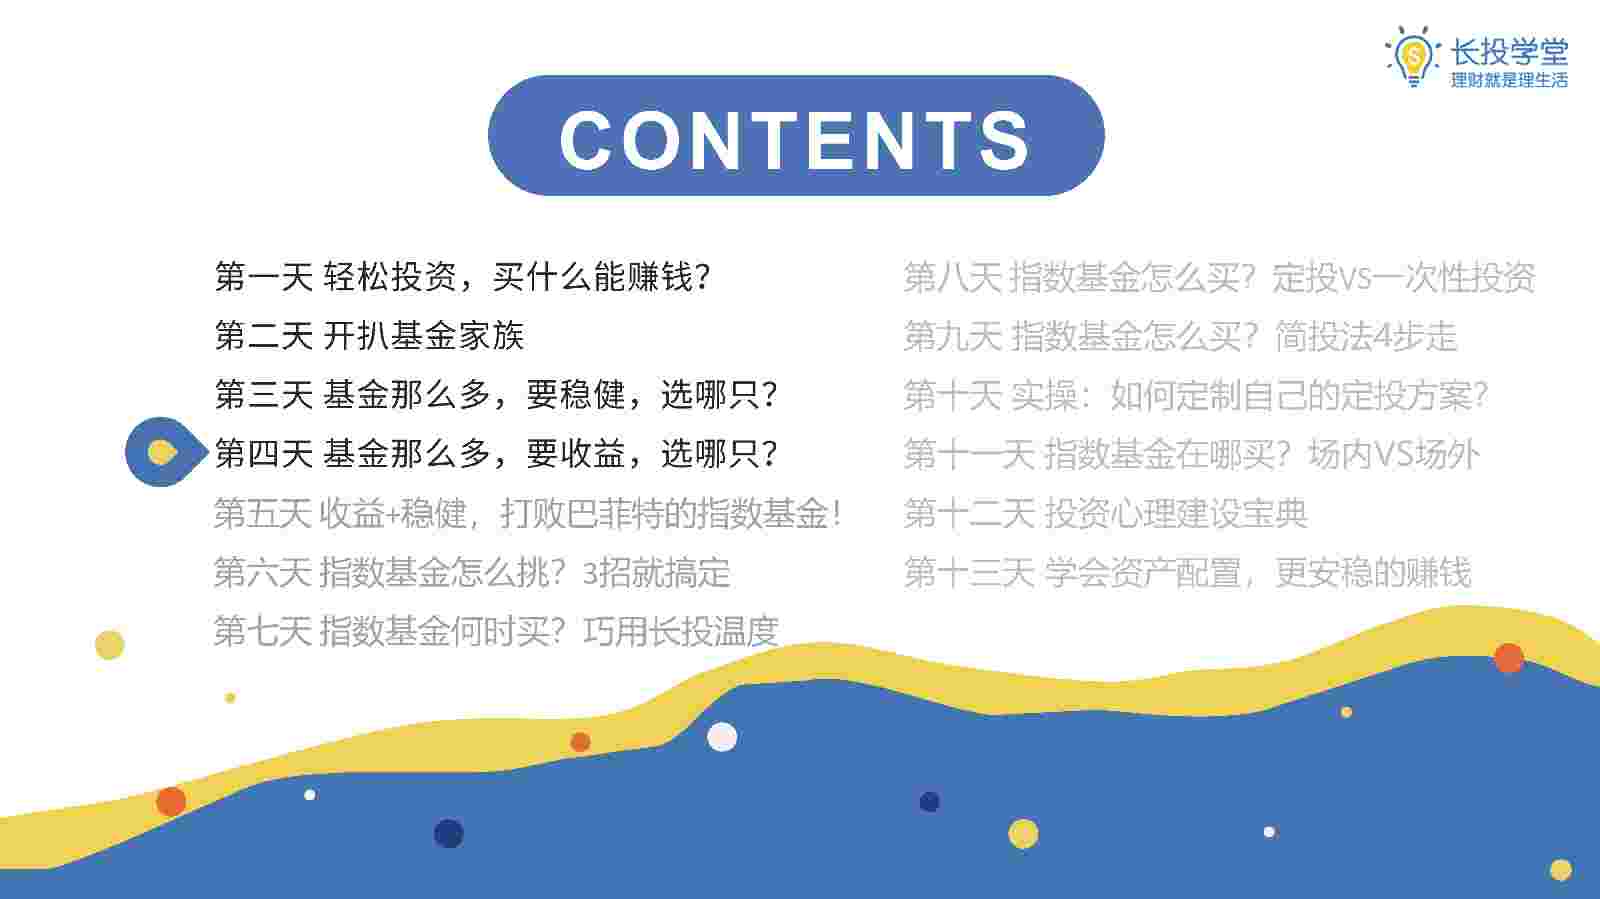 长投学堂
理财就是理生活
CONTENTS
第一天 轻松投资，买什么能赚钱？
第二天 开扒基金家族
第三天 基金那么多，要稳健，选哪只？
第四天 基金那么多，要收益，选哪只？
第五天 收益+稳健，打败巴菲特的指数基金！
第六天 指数基金怎么挑？3招就搞定
第七天 指数基金何时买？巧用长投温度
第八天 指数基金怎么买？定投vs一次性投资
第九天 指数基金怎么买？简投法4步走
第十天 实操：如何定制自己的定投方案？
第十一天 指数基金在哪买？场内VS场外
第十二天 投资心理建设宝典
第十三天 学会资产配置，更安稳的赚钱